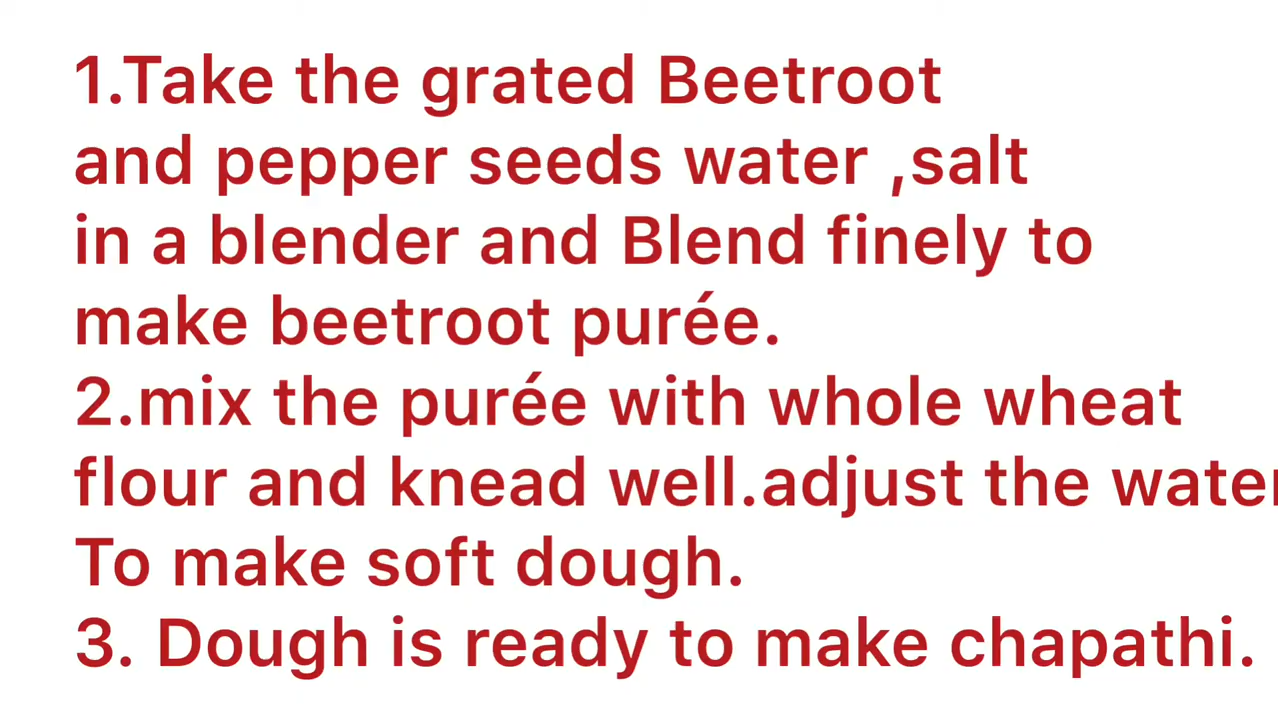 1.Take the grated Beetroot
and pepper seeds water ,salt
in a blender and Blend finely to
make beetroot purée.
2.mix the purée with whole wheat
flour and knead well.adjust the water
To make soft dough.
3. Dough is ready to make chapathi.